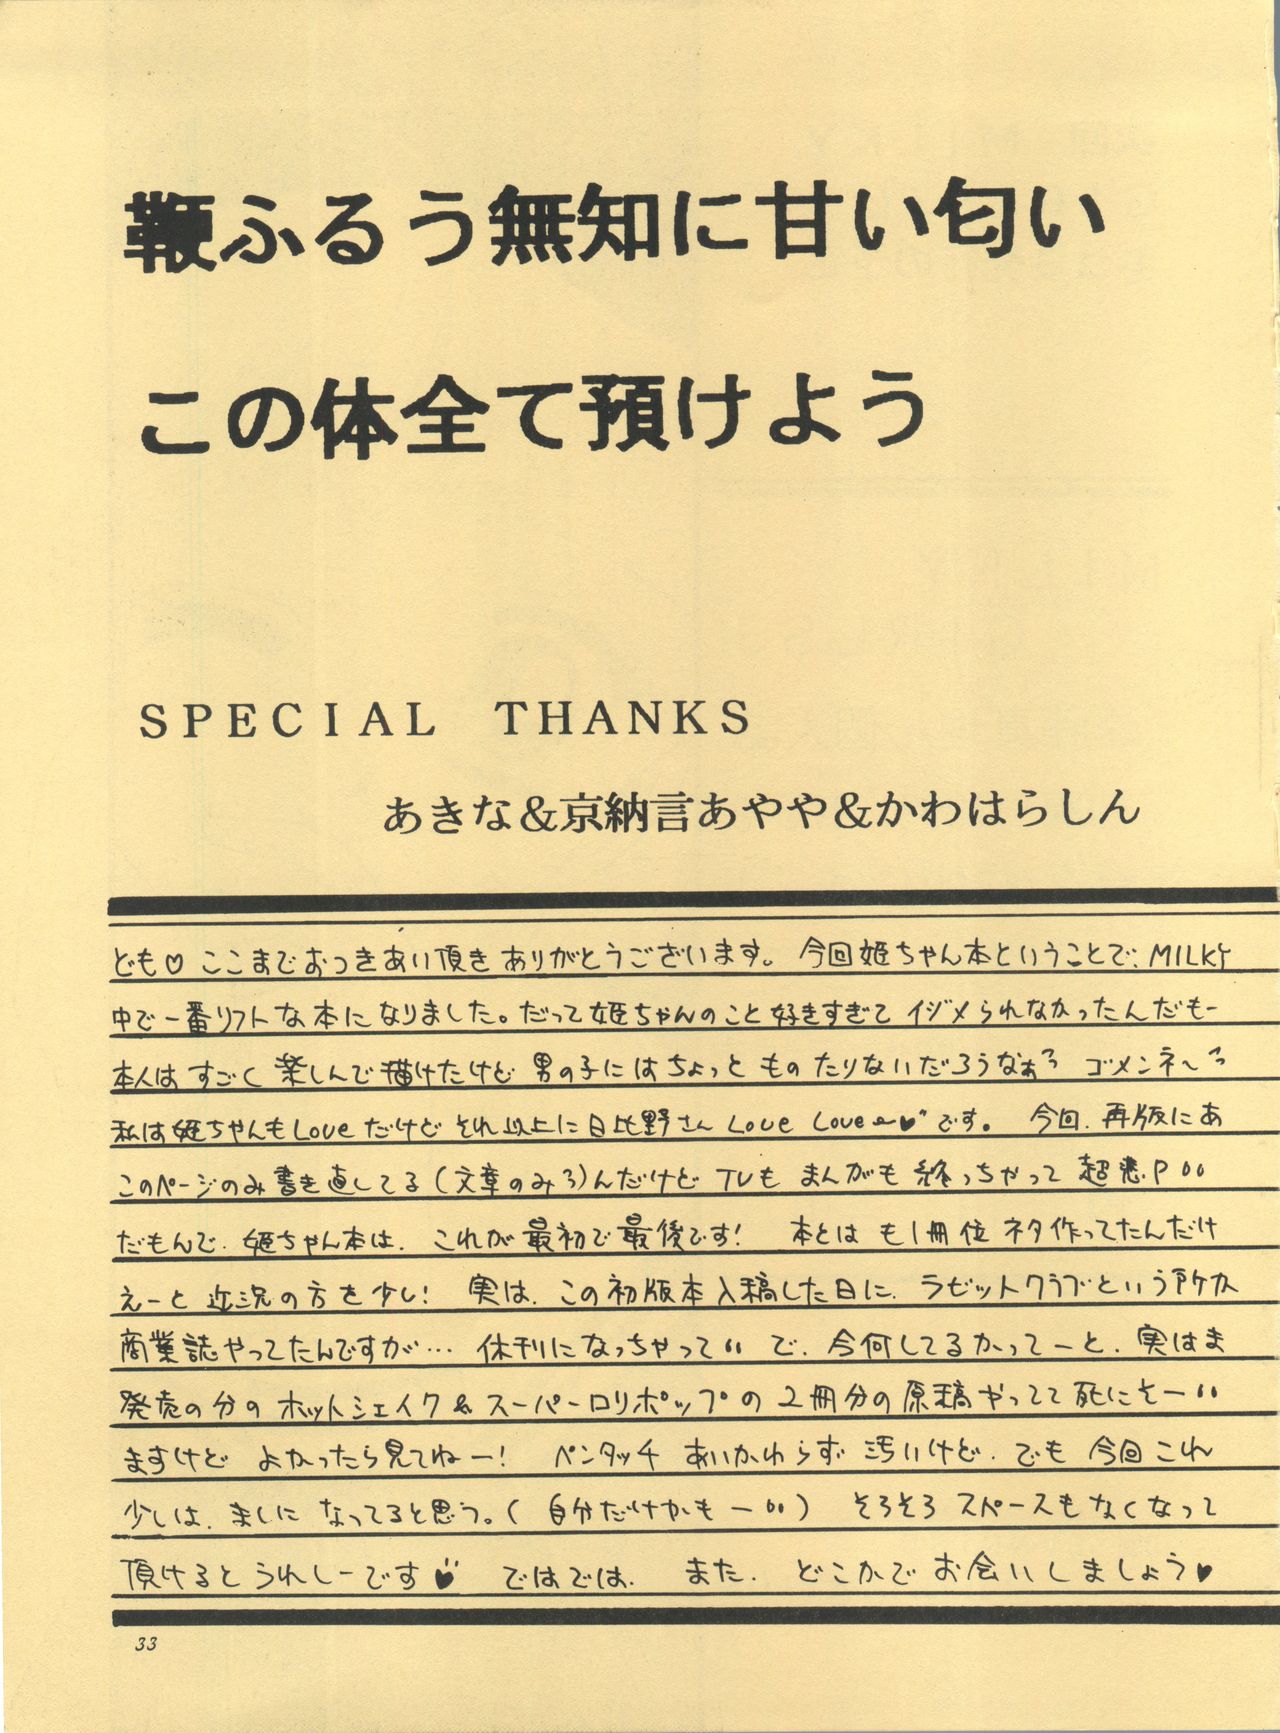 鞭ふるう無知に甘い匂い
この体全て預けよう
SPECIAL THANKS
あきな&京納言あやや&かわはらしん
ども♡ ここまでおつきあい頂き ありがとうございます。 今回姫ちゃん本ということで、MILKY
中で一番ソフトな本になりました。だって姫ちゃんのこと好きすぎて イジメられなかったんだもー
本人は すごく 楽しんで描けたけど 男の子にはちょっと ものたりないだろうなぁ ゴメンネ〜
私は姫ちゃんもLoveだけど それ以上に日比野さん Love Love〜♥です。 今回、再版にあ
このページのみ書き直してる(文章のみ)んだけど TVも まんがも 終っちゃって 超悲P
だもんで、姫ちゃん本は、これが最初で最後です! 本とは も1冊位 ネタ作ってたんだけ
えーと 近況の方を少し! 実は、この初版本入稿した日に、ラゼットクラブという
商業誌やってたんですが… 休刊になっちゃって で、今何してるかってーと、実はま
発売の分の ホットシェイク & スーパーロリポップの 2冊分の原稿やってて 死にそー
ますけど よかったら見てねー! ペンタッチ あいかわらず 汚いけど、でも 今回これ
少しは、ましに なってると思う。(自分だけかもー) そろそろ スペースもなくなって
頂けるとうれしーです♥ ではでは、 また、 どこかで お会いしましょう♥
33